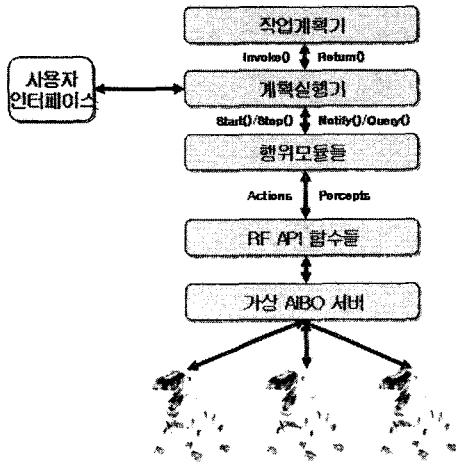 작업계획기
Invoke() Return()
사용자
인터페이스
계획실행기
Start()/Stop() Notify()/Query()
행위모듈들
Actions Percepts
RF API 함수들
가상 AIBO 서버